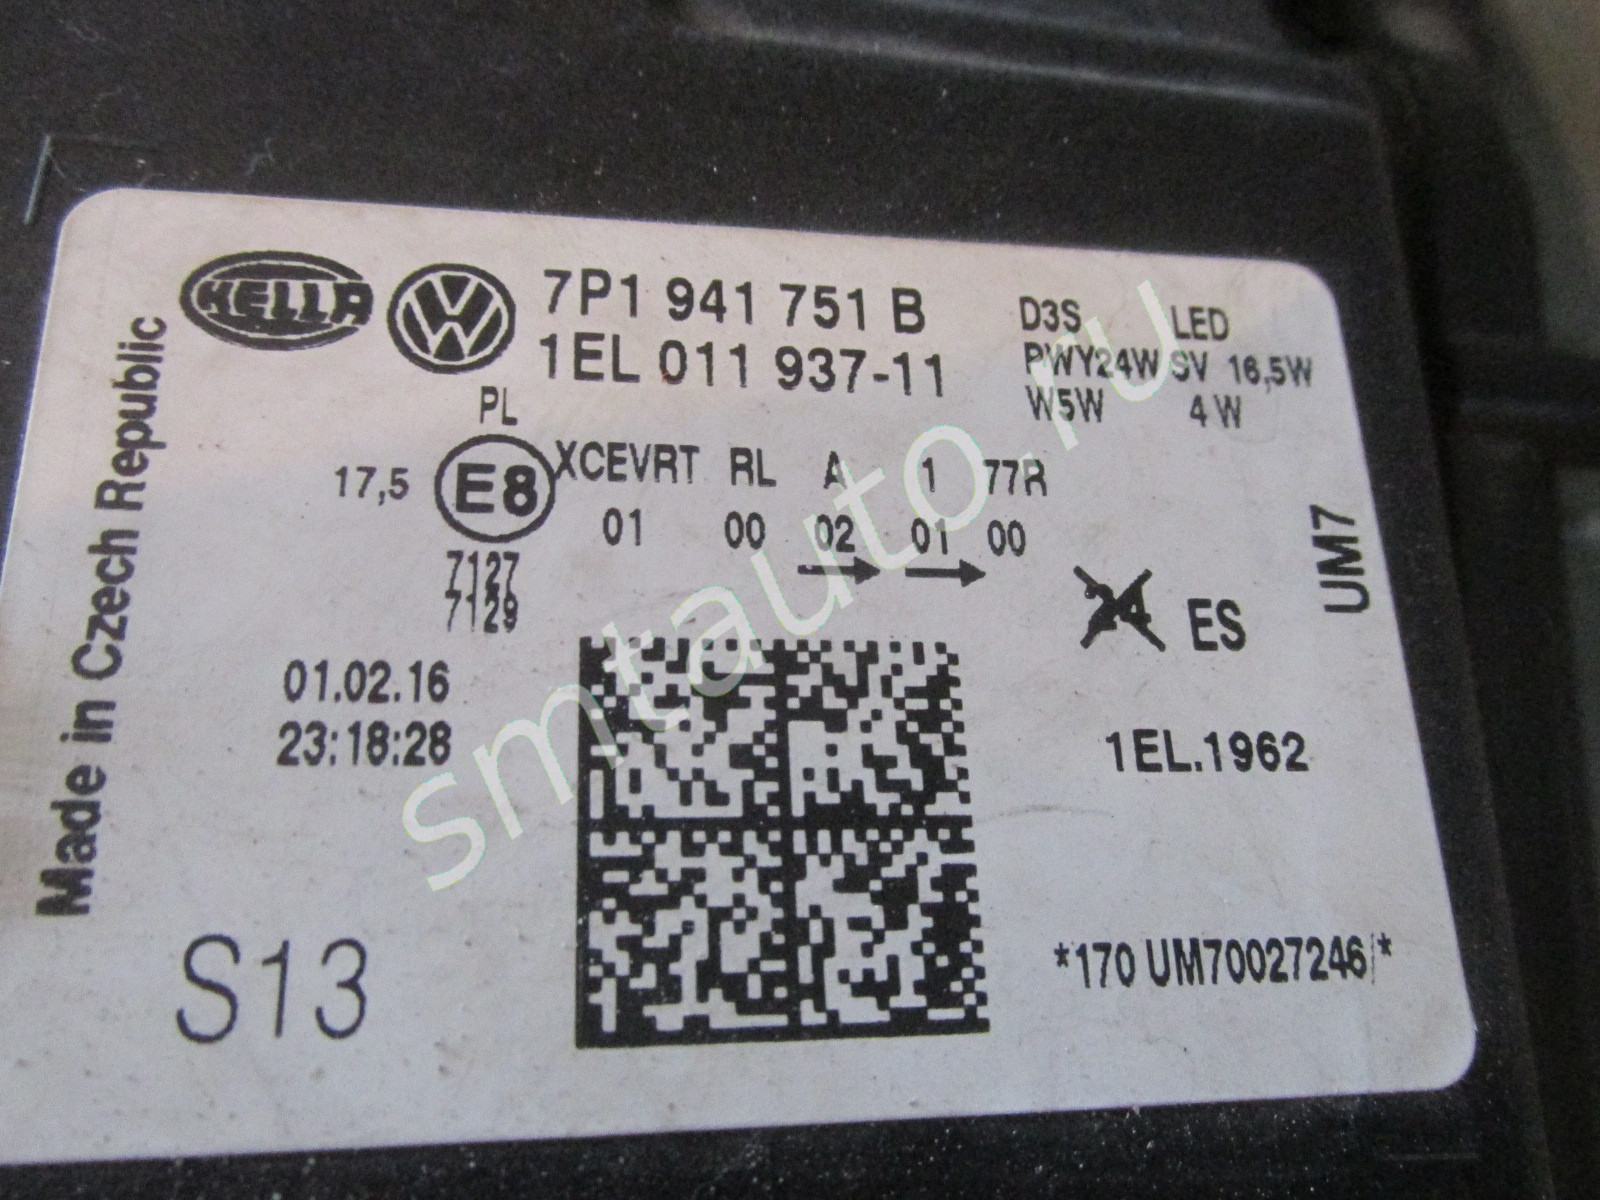 HELLA
7P1 941 751 B
1EL 011 937-11
D3S LED
PWY24W SV 16,5W
W5W 4W
PL
17,5 E8 XCEVRT RL A 1 77R
01 00 02 01 00
7127
7129
24 ES
UM7
01.02.16
23:18:28
1EL.1962
Made in Czech Republic
S13
*170 UM70027246 *
smtauto.ru